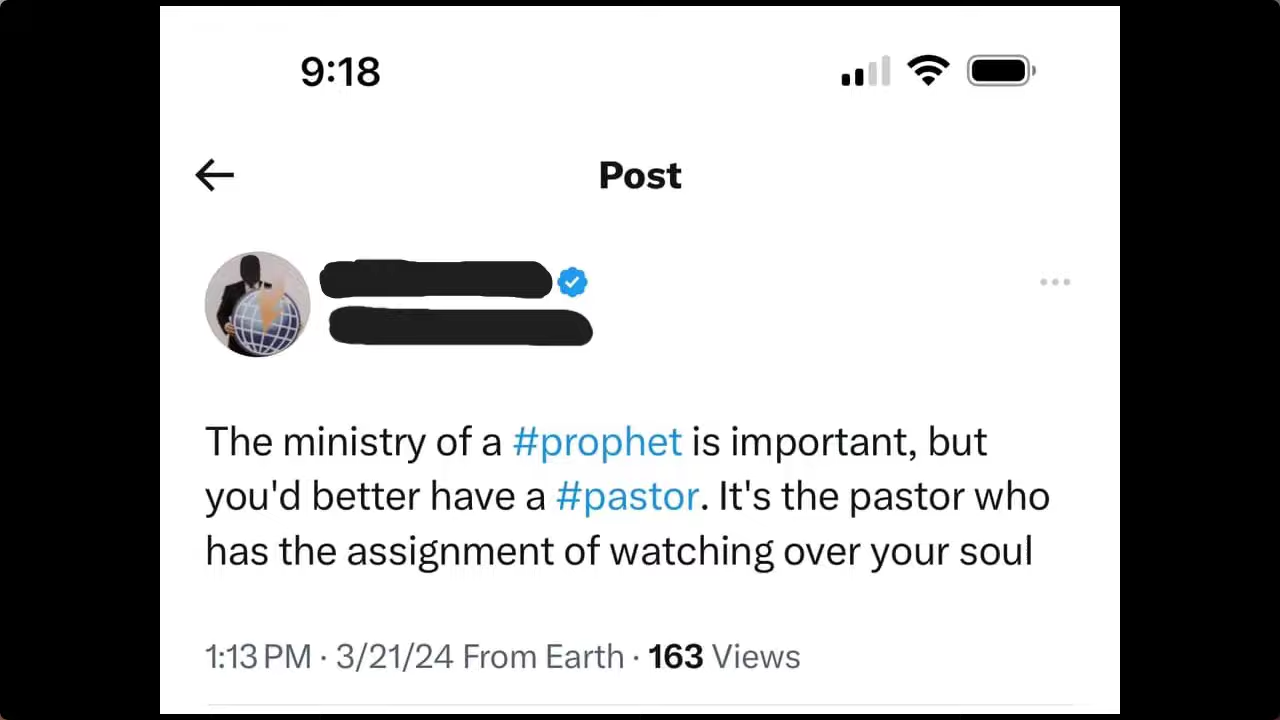 9:18
Post
The ministry of a #prophet is important, but
you'd better have a #pastor. It's the pastor who
has the assignment of watching over your soul
1:13 PM · 3/21/24 From Earth · 163 Views